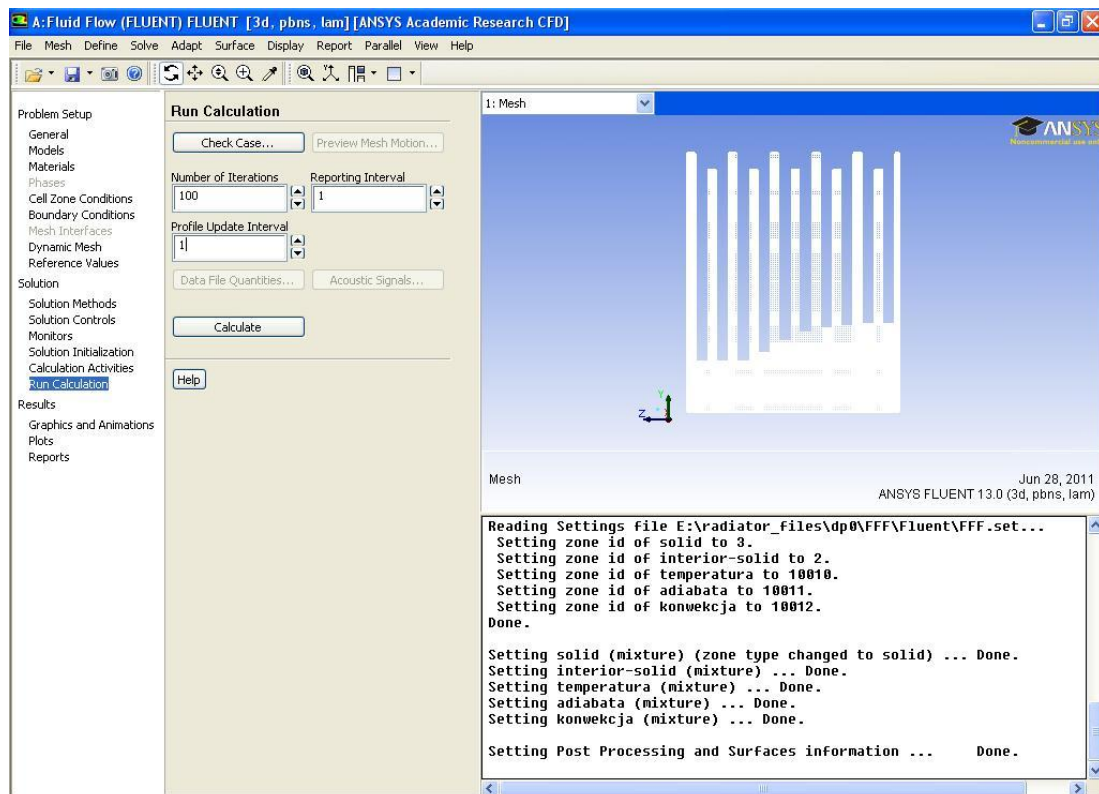 A:Fluid Flow (FLUENT) FLUENT [3d, pbns, lam] [ANSYS Academic Research CFD]
File Mesh Define Solve Adapt Surface Display Report Parallel View Help
Problem Setup
General
Models
Materials
Phases
Cell Zone Conditions
Boundary Conditions
Mesh Interfaces
Dynamic Mesh
Reference Values
Solution
Solution Methods
Solution Controls
Monitors
Solution Initialization
Calculation Activities
Run Calculation
Results
Graphics and Animations
Plots
Reports
Run Calculation
Check Case... Preview Mesh Motion...
Number of Iterations Reporting Interval
100 1
Profile Update Interval
1
Data File Quantities... Acoustic Signals...
Calculate
Help
1: Mesh
ANSYS
Noncommercial use only
Y
Z
Mesh Jun 28, 2011
ANSYS FLUENT 13.0 (3d, pbns, lam)
Reading Settings file E:\radiator_files\dp0\FFF\Fluent\FFF.set...
Setting zone id of solid to 3.
Setting zone id of interior-solid to 2.
Setting zone id of temperatura to 10010.
Setting zone id of adiabata to 10011.
Setting zone id of konwekcja to 10012.
Done.
Setting solid (mixture) (zone type changed to solid) ... Done.
Setting interior-solid (mixture) ... Done.
Setting temperatura (mixture) ... Done.
Setting adiabata (mixture) ... Done.
Setting konwekcja (mixture) ... Done.
Setting Post Processing and Surfaces information ... Done.